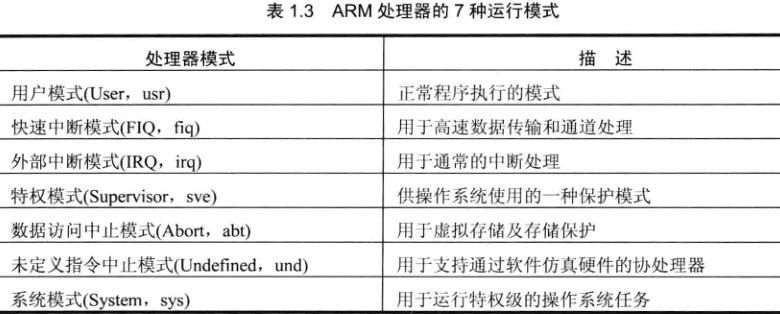 表 1.3 ARM 处理器的 7 种运行模式
处理器模式 描 述
用户模式(User，usr) 正常程序执行的模式
快速中断模式(FIQ，fiq) 用于高速数据传输和通道处理
外部中断模式(IRQ，irq) 用于通常的中断处理
特权模式(Supervisor，sve) 供操作系统使用的一种保护模式
数据访问中止模式(Abort，abt) 用于虚拟存储及存储保护
未定义指令中止模式(Undefined，und) 用于支持通过软件仿真硬件的协处理器
系统模式(System，sys) 用于运行特权级的操作系统任务